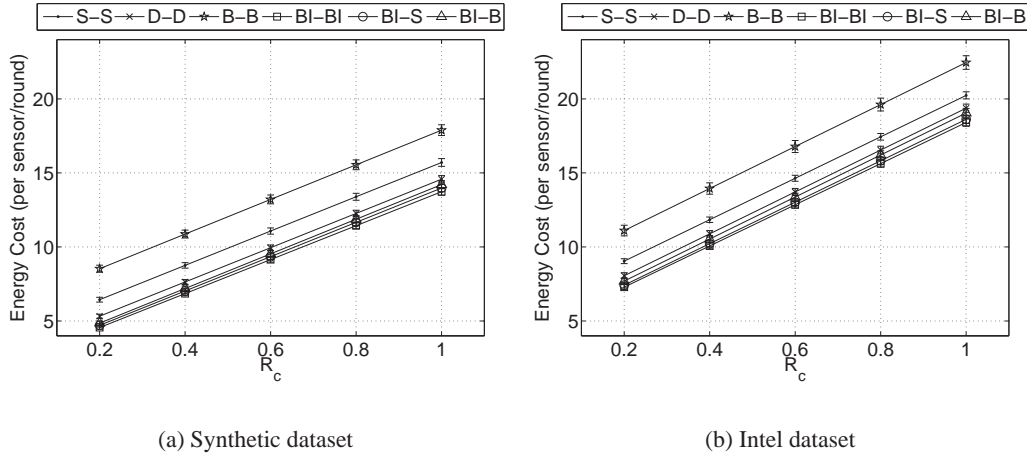 S−S D−D B−B BI−BI BI−S BI−B
Energy Cost (per sensor/round)
20
15
10
5
0.2 0.4 0.6 0.8 1
R_c
(a) Synthetic dataset
S−S D−D B−B BI−BI BI−S BI−B
Energy Cost (per sensor/round)
20
15
10
5
0.2 0.4 0.6 0.8 1
R_c
(b) Intel dataset